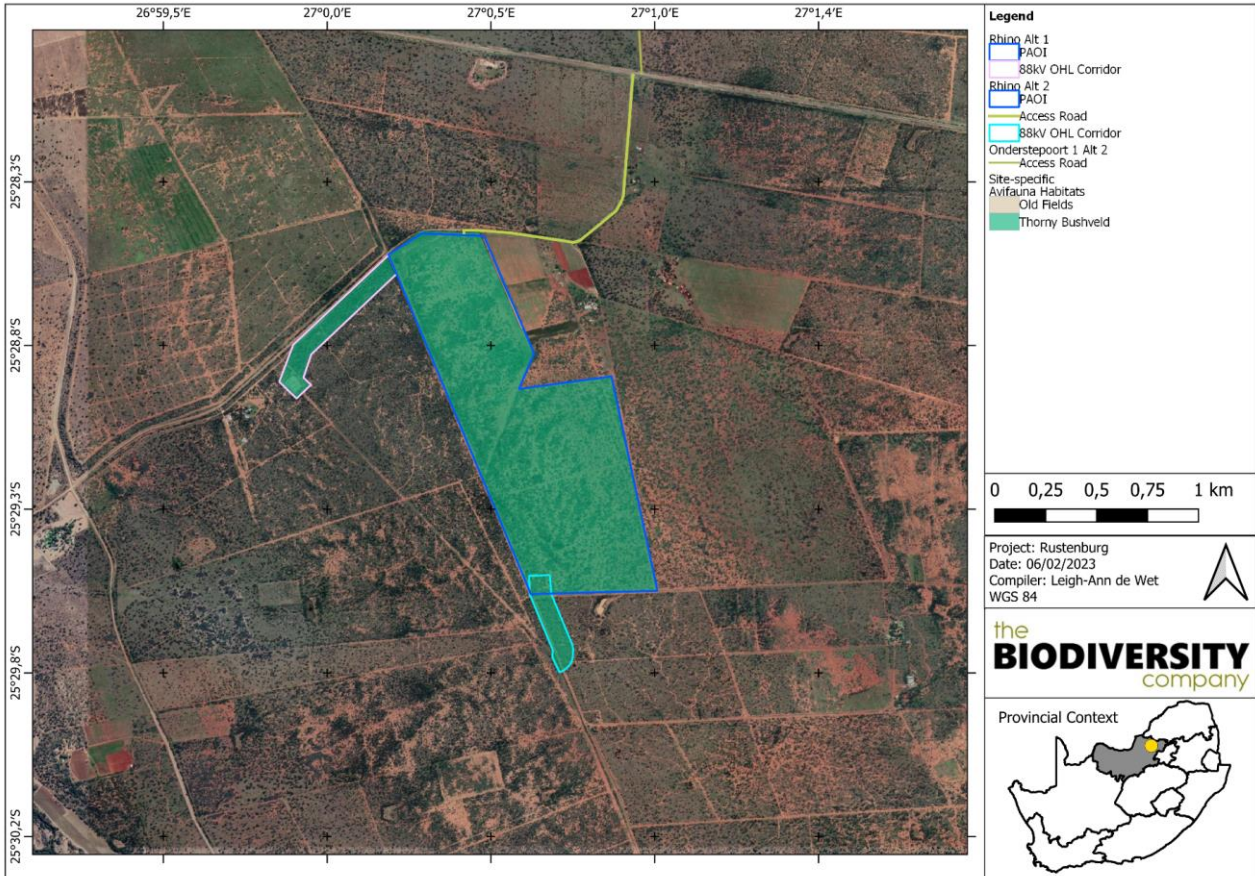 26°59,5'E 27°0,0'E 27°0,5'E 27°1,0'E 27°1,4'E
25°28,3'S
25°28,8'S
25°29,3'S
25°29,8'S
25°30,2'S
Legend
Rhino Alt 1
PAOI
88kV OHL Corridor
Rhino Alt 2
PAOI
Access Road
88kV OHL Corridor
Onderstepoort 1 Alt 2
Access Road
Site-specific
Avifauna Habitats
Old Fields
Thorny Bushveld
0 0,25 0,5 0,75 1 km
Project: Rustenburg
Date: 06/02/2023
Compiler: Leigh-Ann de Wet
WGS 84
the
BIODIVERSITY
company
Provincial Context